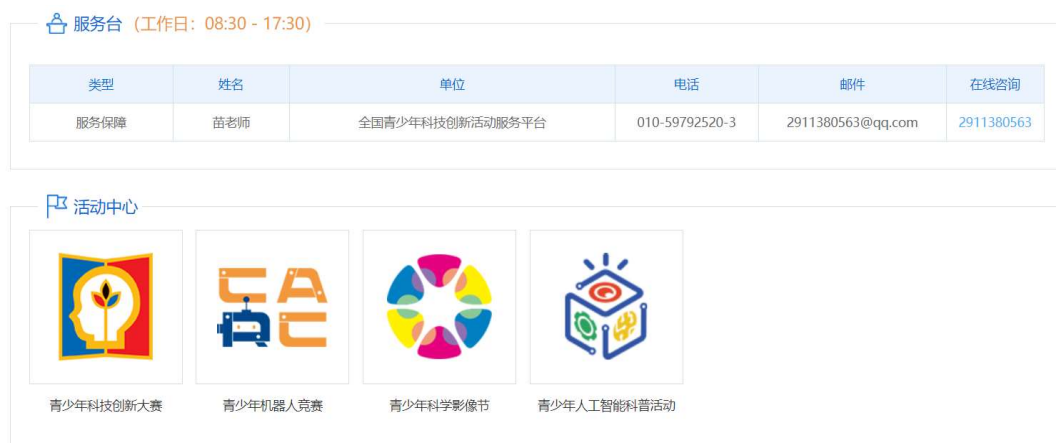 服务台 (工作日：08:30 - 17:30)
类型 姓名 单位 电话 邮件 在线咨询
服务保障 苗老师 全国青少年科技创新活动服务平台 010-59792520-3 2911380563@qq.com 2911380563
活动中心
CA
RC
青少年科技创新大赛 青少年机器人竞赛 青少年科学影像节 青少年人工智能科普活动